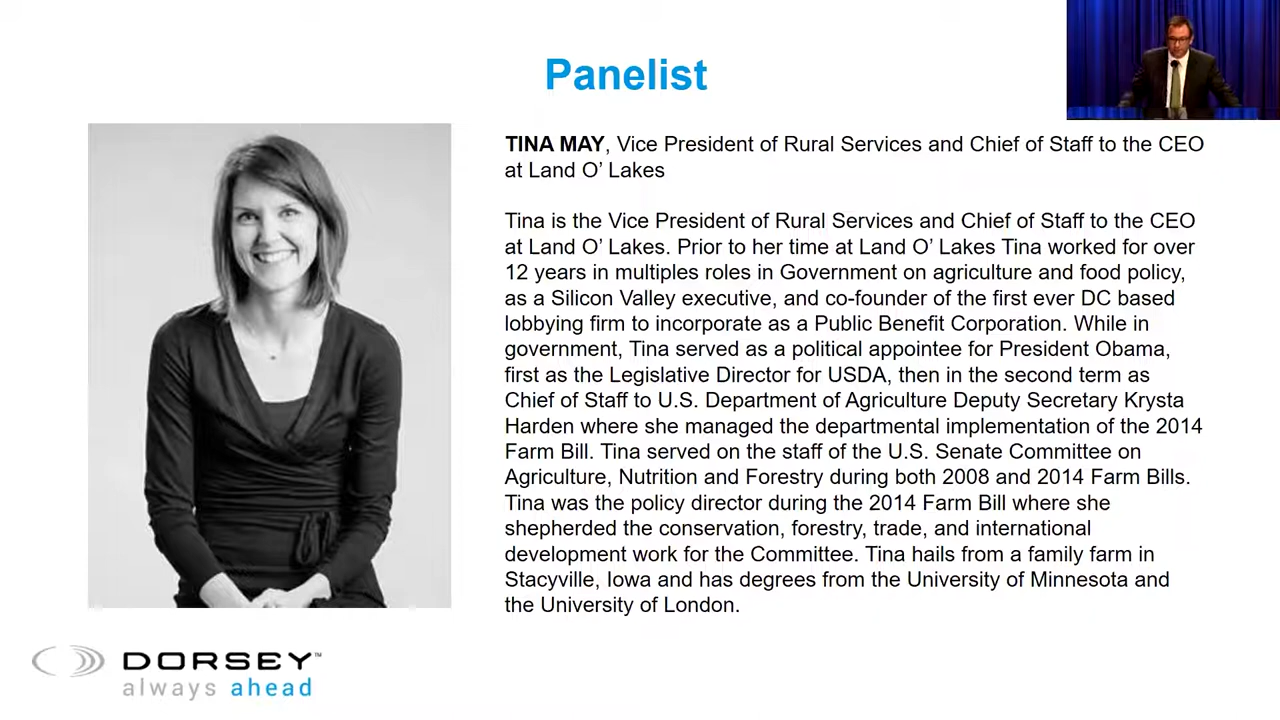 Panelist
TINA MAY, Vice President of Rural Services and Chief of Staff to the CEO
at Land O’ Lakes
Tina is the Vice President of Rural Services and Chief of Staff to the CEO
at Land O’ Lakes. Prior to her time at Land O’ Lakes Tina worked for over
12 years in multiples roles in Government on agriculture and food policy,
as a Silicon Valley executive, and co-founder of the first ever DC based
lobbying firm to incorporate as a Public Benefit Corporation. While in
government, Tina served as a political appointee for President Obama,
first as the Legislative Director for USDA, then in the second term as
Chief of Staff to U.S. Department of Agriculture Deputy Secretary Krysta
Harden where she managed the departmental implementation of the 2014
Farm Bill. Tina served on the staff of the U.S. Senate Committee on
Agriculture, Nutrition and Forestry during both 2008 and 2014 Farm Bills.
Tina was the policy director during the 2014 Farm Bill where she
shepherded the conservation, forestry, trade, and international
development work for the Committee. Tina hails from a family farm in
Stacyville, Iowa and has degrees from the University of Minnesota and
the University of London.
DORSEY™
always ahead